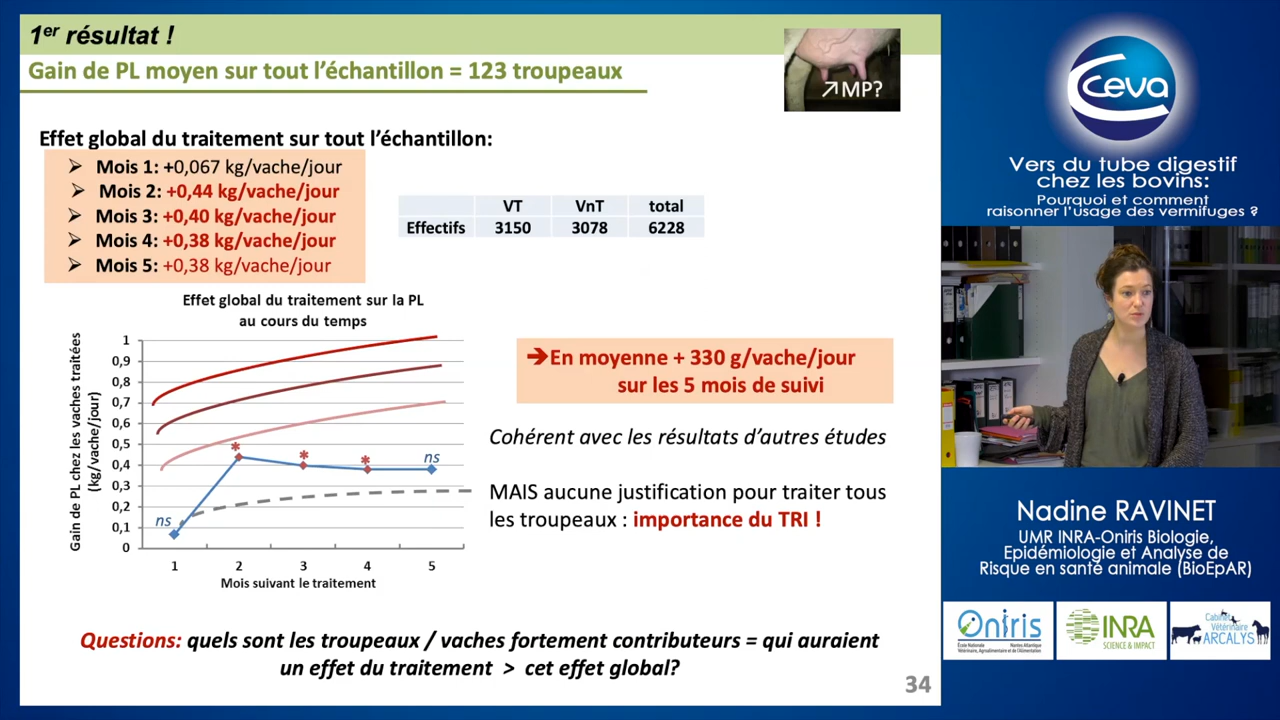 1er résultat !
Gain de PL moyen sur tout l'échantillon = 123 troupeaux
↗MP?
Effet global du traitement sur tout l'échantillon:
➢ Mois 1: +0,067 kg/vache/jour
➢ Mois 2: +0,44 kg/vache/jour
➢ Mois 3: +0,40 kg/vache/jour
➢ Mois 4: +0,38 kg/vache/jour
➢ Mois 5: +0,38 kg/vache/jour
VT VnT total
Effectifs 3150 3078 6228
Effet global du traitement sur la PL
au cours du temps
Gain de PL chez les vaches traitées
(kg/vache/jour)
1
0,9
0,8
0,7
0,6
0,5
0,4
0,3
0,2
0,1
0
ns
*
*
*
ns
1 2 3 4 5
Mois suivant le traitement
➔En moyenne + 330 g/vache/jour
sur les 5 mois de suivi
Cohérent avec les résultats d'autres études
MAIS aucune justification pour traiter tous
les troupeaux : importance du TRI !
Questions: quels sont les troupeaux / vaches fortement contributeurs = qui auraient
un effet du traitement > cet effet global?
34
ceva
Vers du tube digestif
chez les bovins:
Pourquoi et comment
raisonner l'usage des vermifuges ?
Nadine RAVINET
UMR INRA-Oniris Biologie,
Epidémiologie et Analyse de
Risque en santé animale (BioEpAR)
Oniris
INRA
SCIENCE & IMPACT
Cabinet
Vétérinaire
ARCALYS